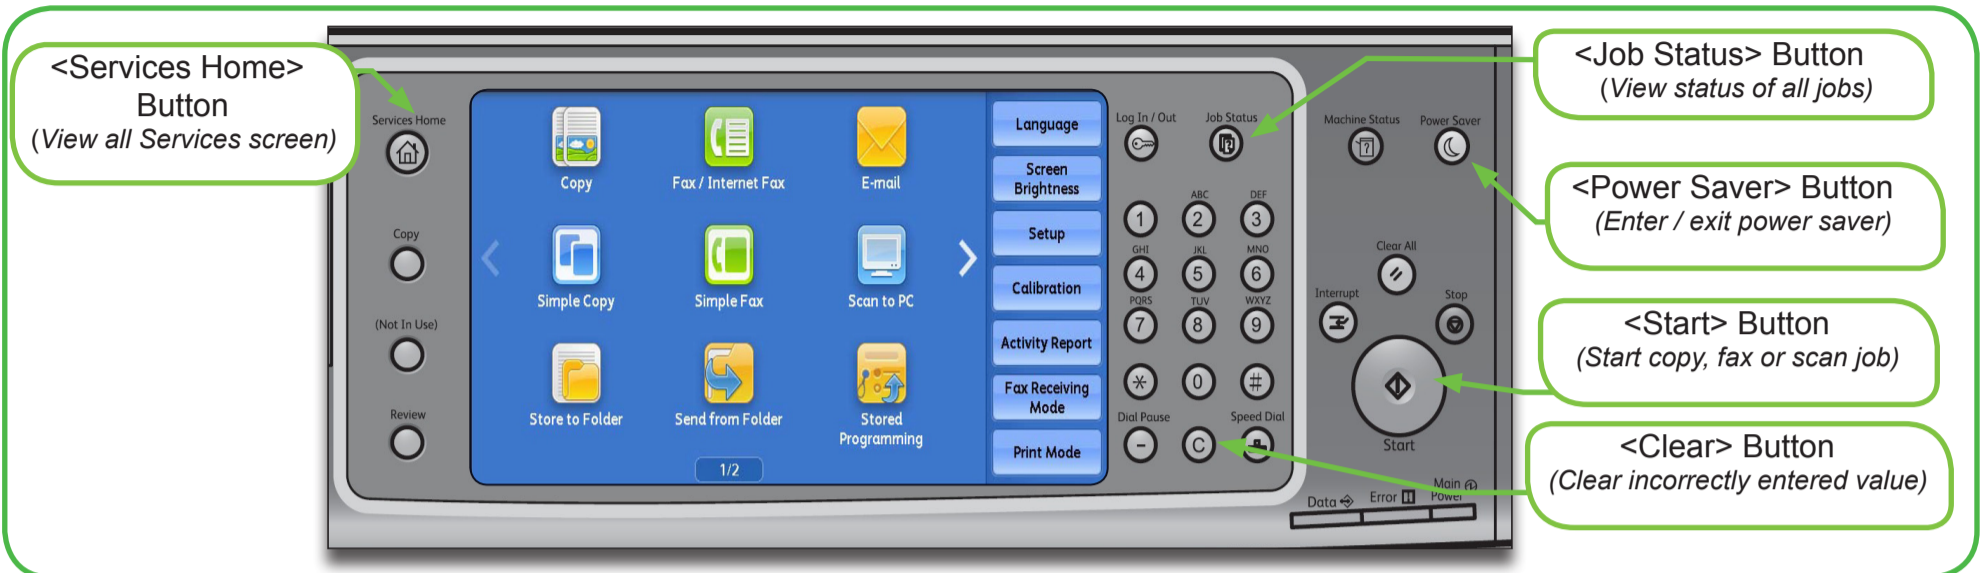 <Services Home>
Button
(View all Services screen)
Services Home
Copy
(Not In Use)
Review
Copy
Fax / Internet Fax
E-mail
Simple Copy
Simple Fax
Scan to PC
Store to Folder
Send from Folder
Stored
Programming
1/2
Language
Screen
Brightness
Setup
Calibration
Activity Report
Fax Receiving
Mode
Print Mode
Log In / Out
Job Status
ABC
DEF
1
2
3
GHI
JKL
MNO
4
5
6
PQRS
TUV
WXYZ
7
8
9
0
#
Dial Pause
Speed Dial
-
C
Machine Status
Power Saver
Clear All
Interrupt
Stop
Start
Data
Error
Main
Power
<Job Status> Button
(View status of all jobs)
<Power Saver> Button
(Enter / exit power saver)
<Start> Button
(Start copy, fax or scan job)
<Clear> Button
(Clear incorrectly entered value)